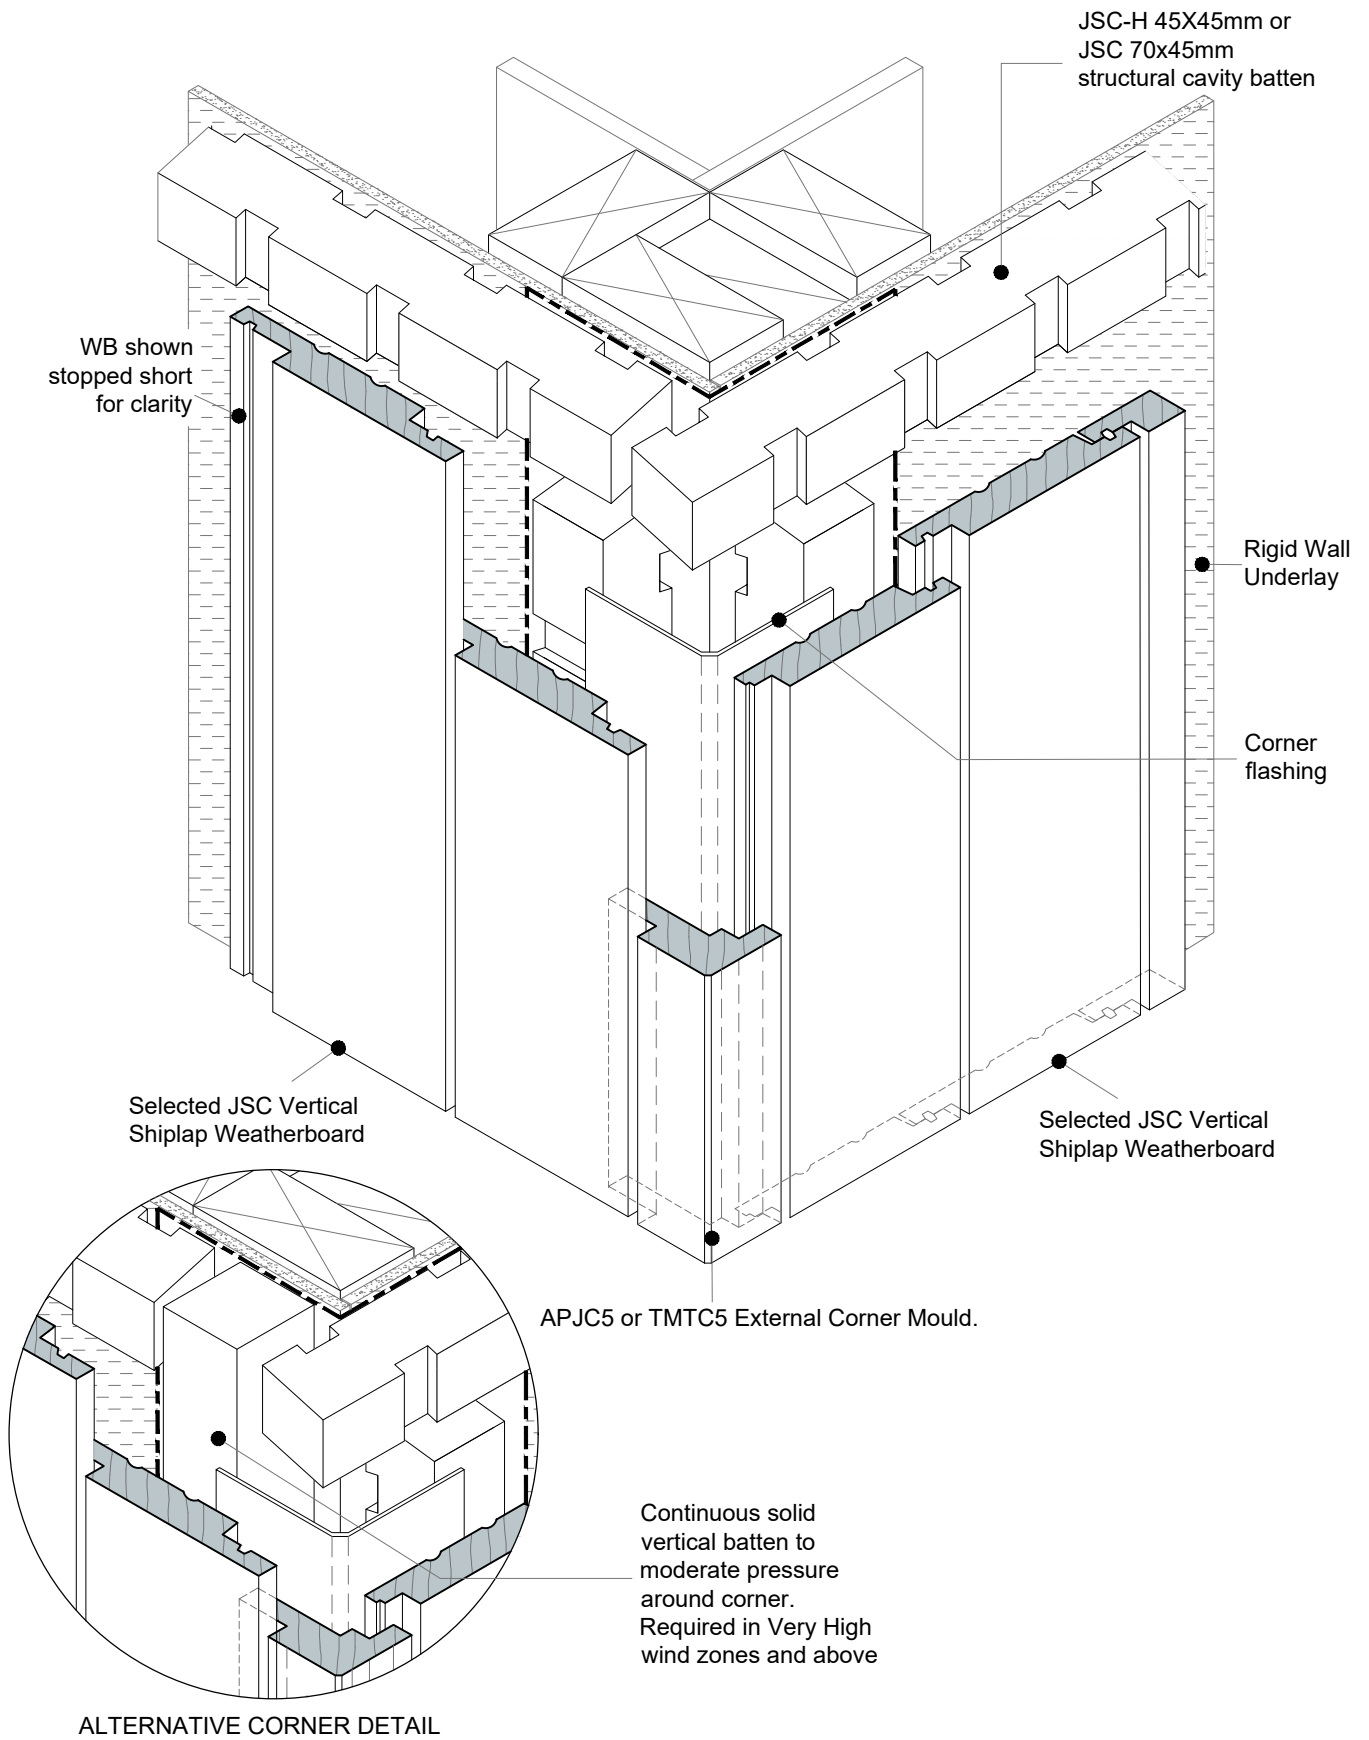 JSC-H 45X45mm or
JSC 70x45mm
structural cavity batten
WB shown
stopped short
for clarity
Rigid Wall
Underlay
Corner
flashing
Selected JSC Vertical
Shiplap Weatherboard
Selected JSC Vertical
Shiplap Weatherboard
APJC5 or TMTC5 External Corner Mould.
Continuous solid
vertical batten to
moderate pressure
around corner.
Required in Very High
wind zones and above
ALTERNATIVE CORNER DETAIL